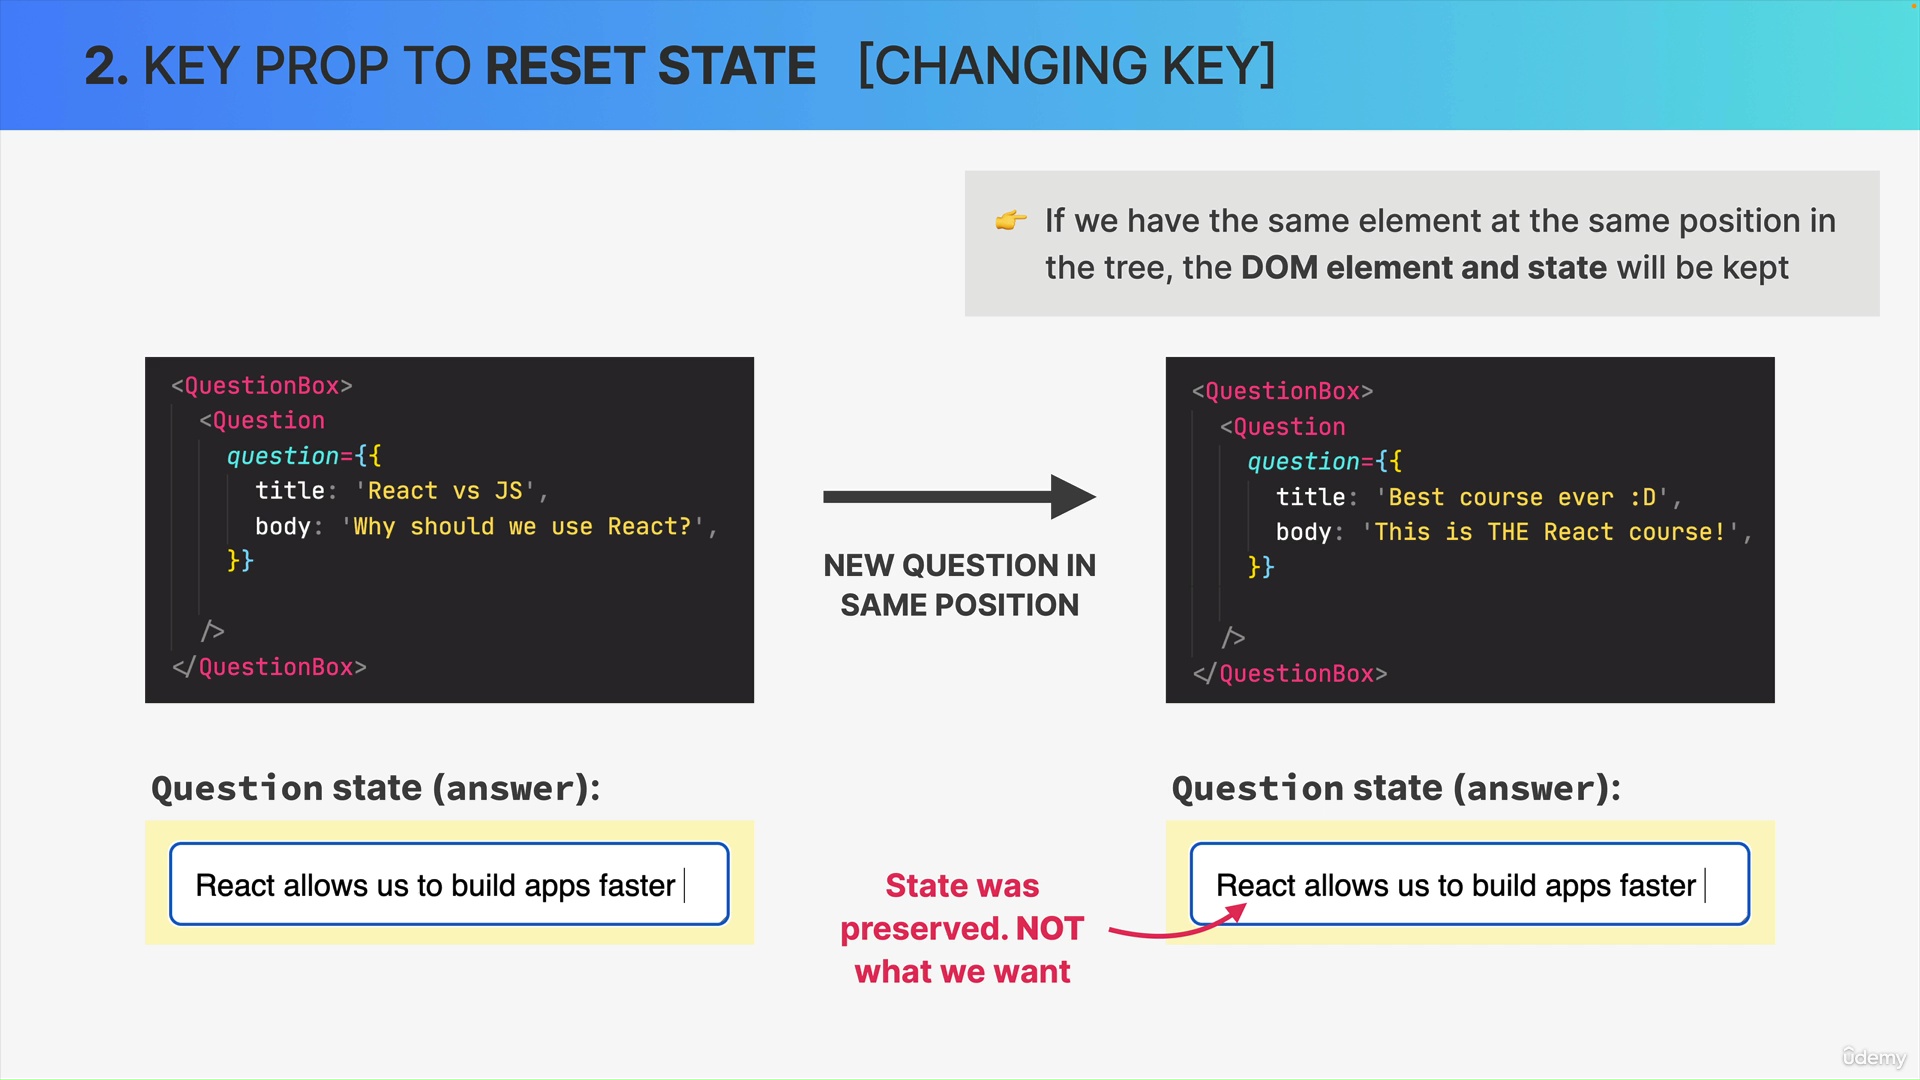 2. KEY PROP TO RESET STATE [CHANGING KEY]
👉 If we have the same element at the same position in
the tree, the DOM element and state will be kept
<QuestionBox>
<Question
question={{
title: 'React vs JS',
body: 'Why should we use React?',
}}
/>
</QuestionBox>
NEW QUESTION IN
SAME POSITION
<QuestionBox>
<Question
question={{
title: 'Best course ever :D',
body: 'This is THE React course!',
}}
/>
</QuestionBox>
Question state (answer):
React allows us to build apps faster
State was
preserved. NOT
what we want
Question state (answer):
React allows us to build apps faster
ûdemy